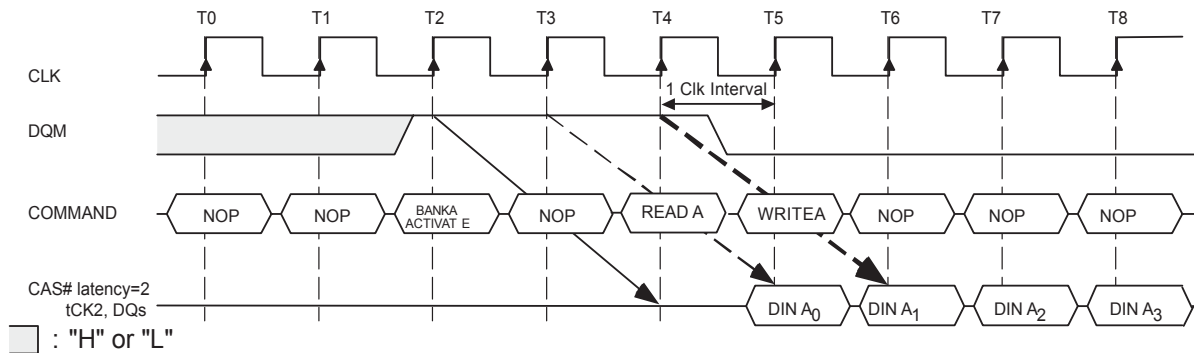 T0 T1 T2 T3 T4 T5 T6 T7 T8
CLK
1 Clk Interval
DQM
COMMAND NOP NOP BANKA ACTIVAT E NOP READ A WRITEA NOP NOP NOP
CAS# latency=2
tCK2, DQs
DIN A0 DIN A1 DIN A2 DIN A3
: "H" or "L"